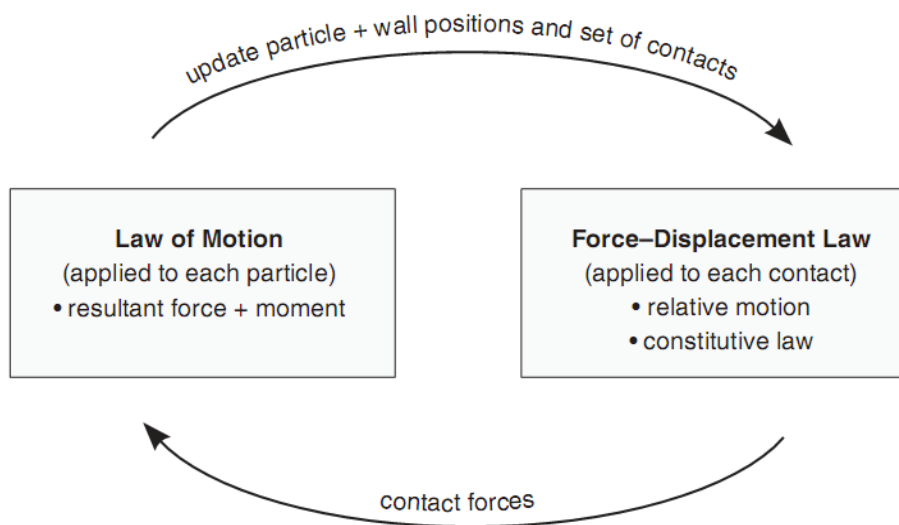 update particle + wall positions and set of contacts
Law of Motion
(applied to each particle)
• resultant force + moment
Force–Displacement Law
(applied to each contact)
• relative motion
• constitutive law
contact forces